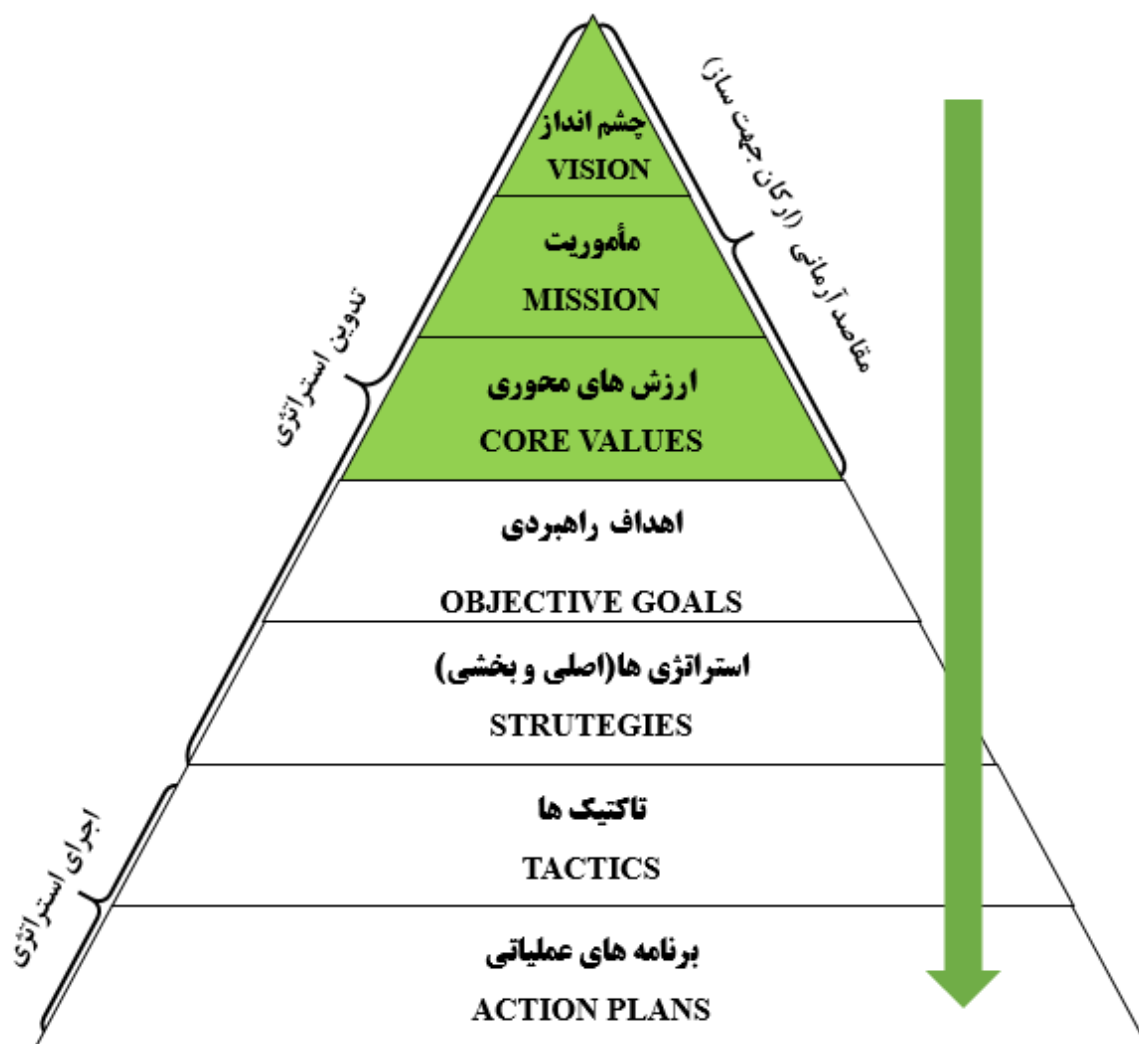 چشم انداز
VISION
مأموریت
MISSION
ارزش های محوری
CORE VALUES
اهداف راهبردی
OBJECTIVE GOALS
استراتژی ها(اصلی و بخشی)
STRUTEGIES
تاکتیک ها
TACTICS
برنامه های عملیاتی
ACTION PLANS
مقاصد آرمانی (ارکان جهت ساز)
تدوین استراتژی
اجرای استراتژی